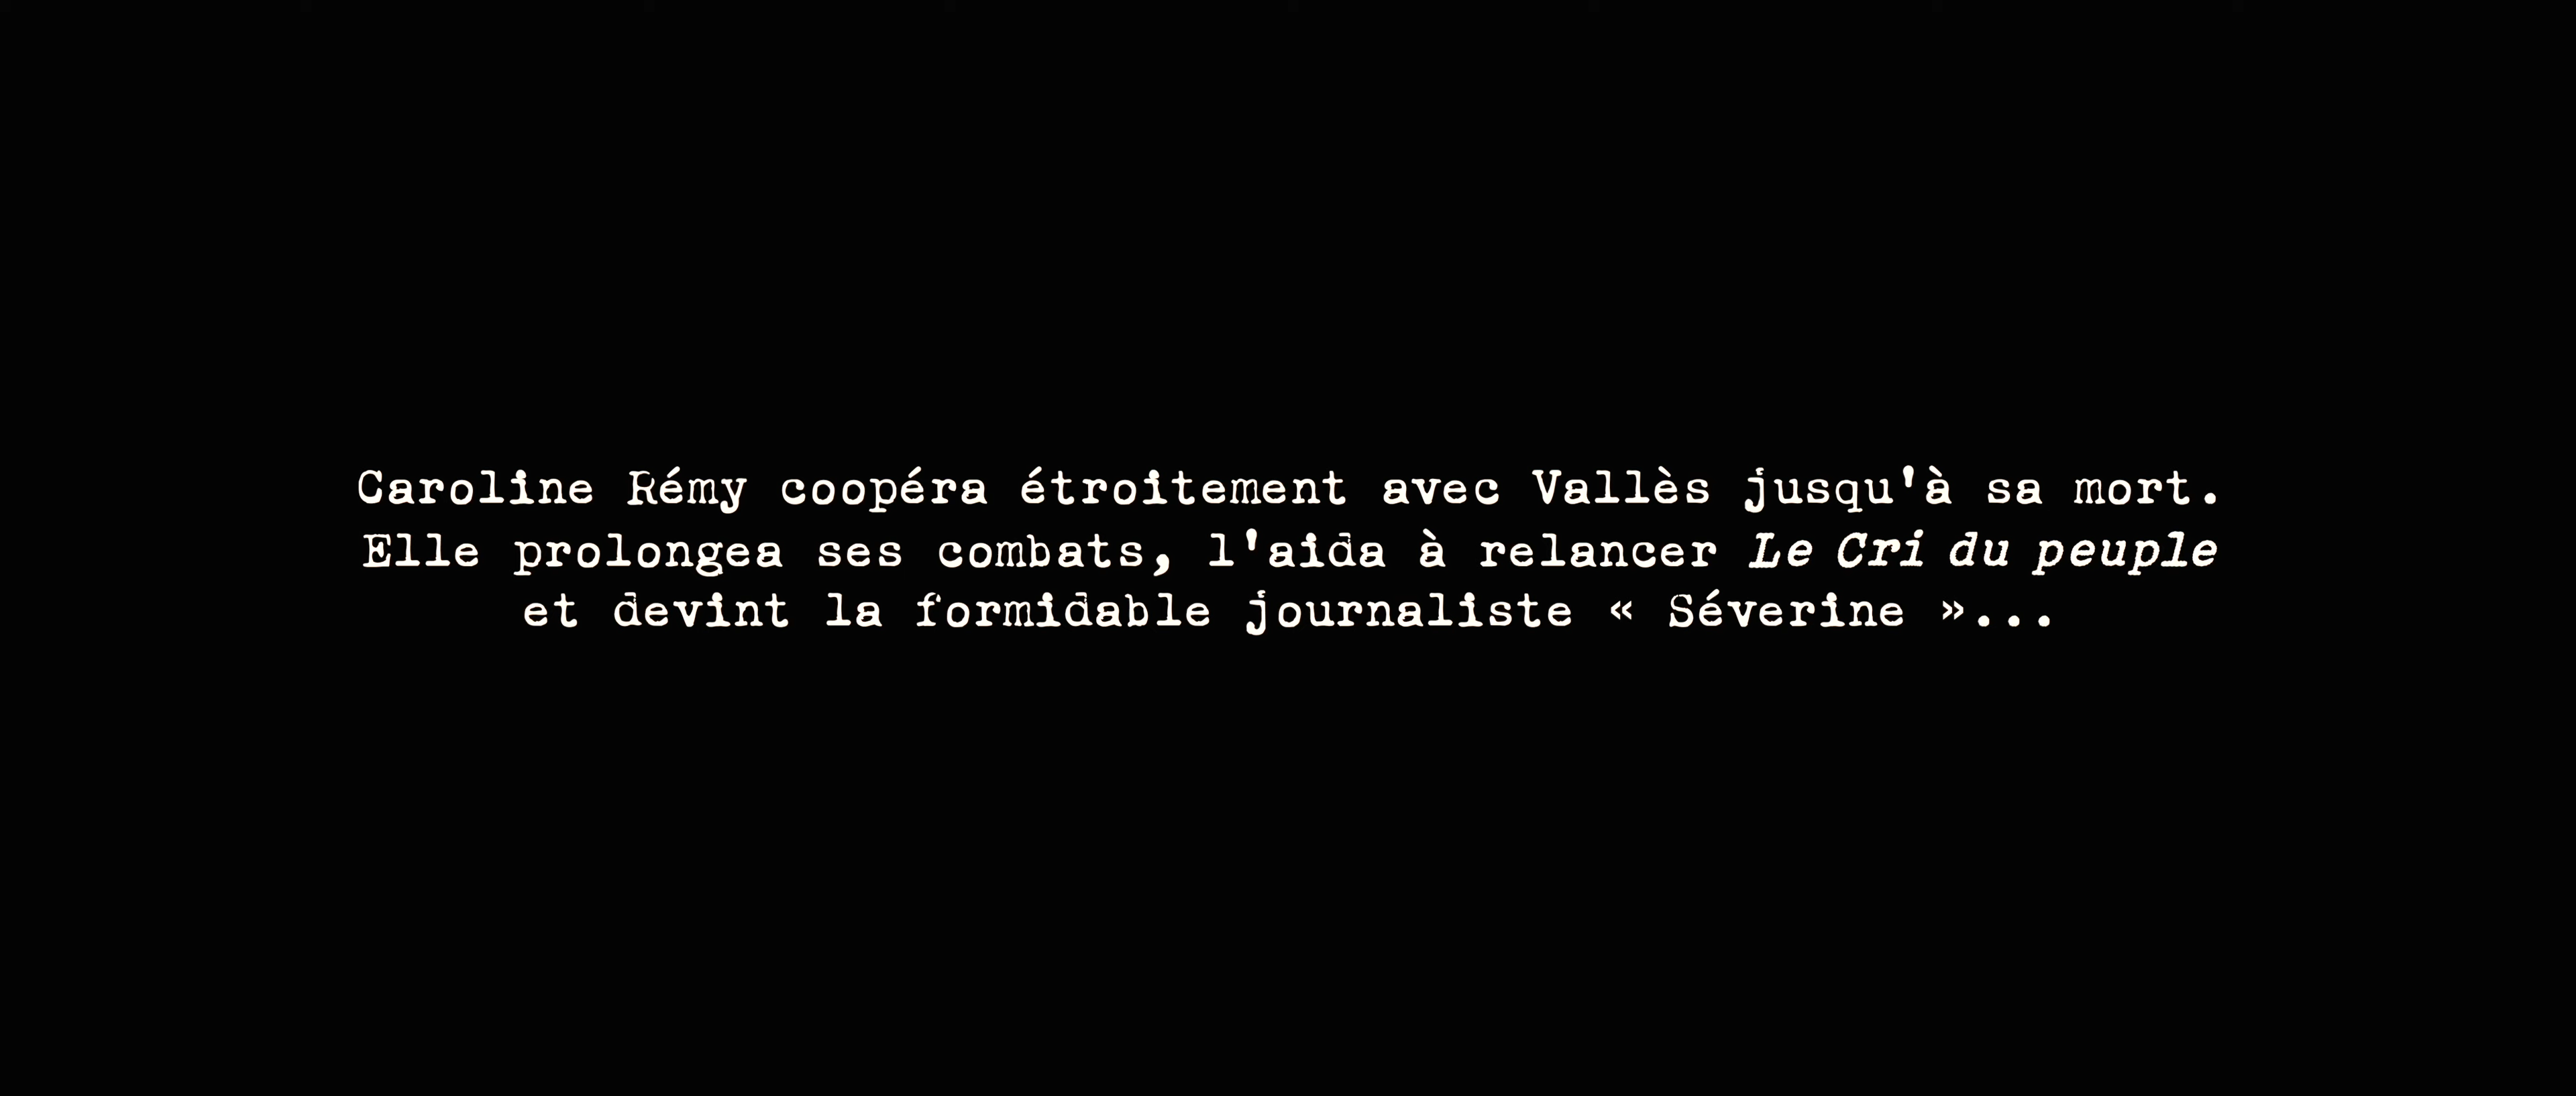 Caroline Rémy coopéra étroitement avec Vallès jusqu'à sa mort.
Elle prolongea ses combats, l'aida à relancer Le Cri du peuple
et devint la formidable journaliste « Séverine »...